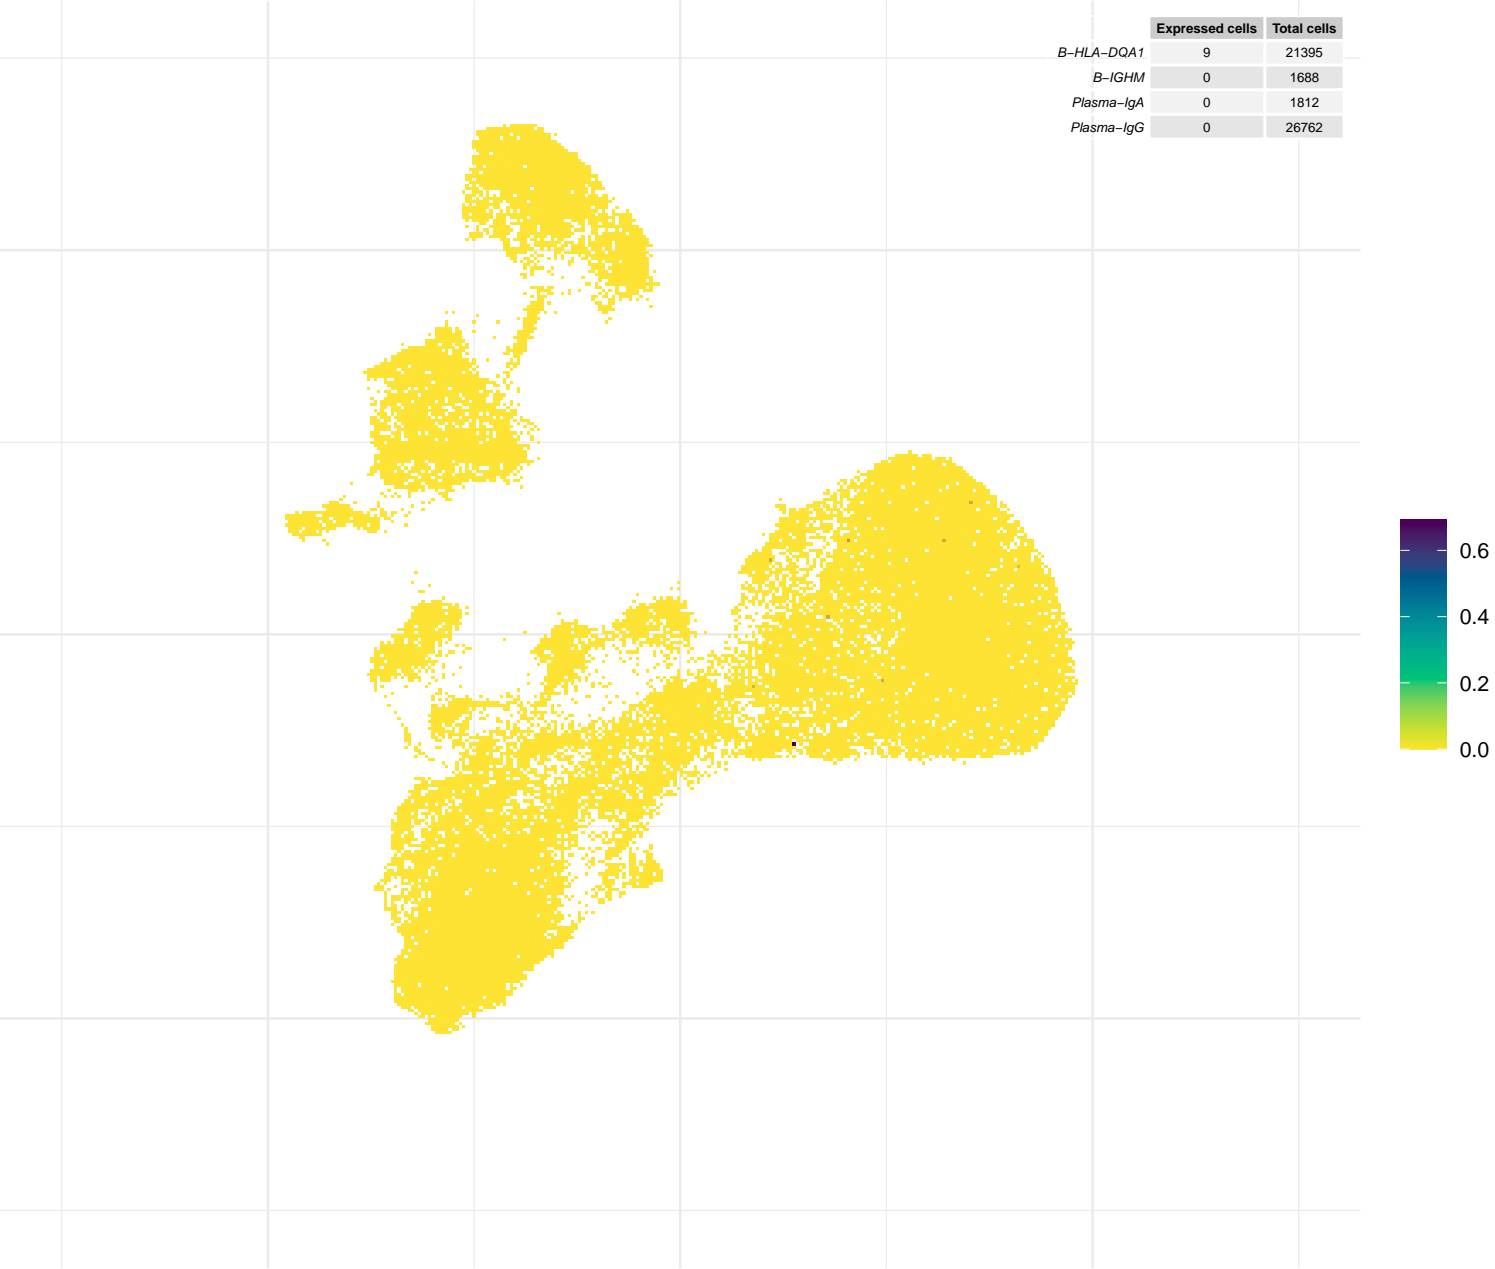 Expressed cells Total cells
B−HLA−DQA1 9 21395
B−IGHM 0 1688
Plasma−IgA 0 1812
Plasma−IgG 0 26762
0.6
0.4
0.2
0.0